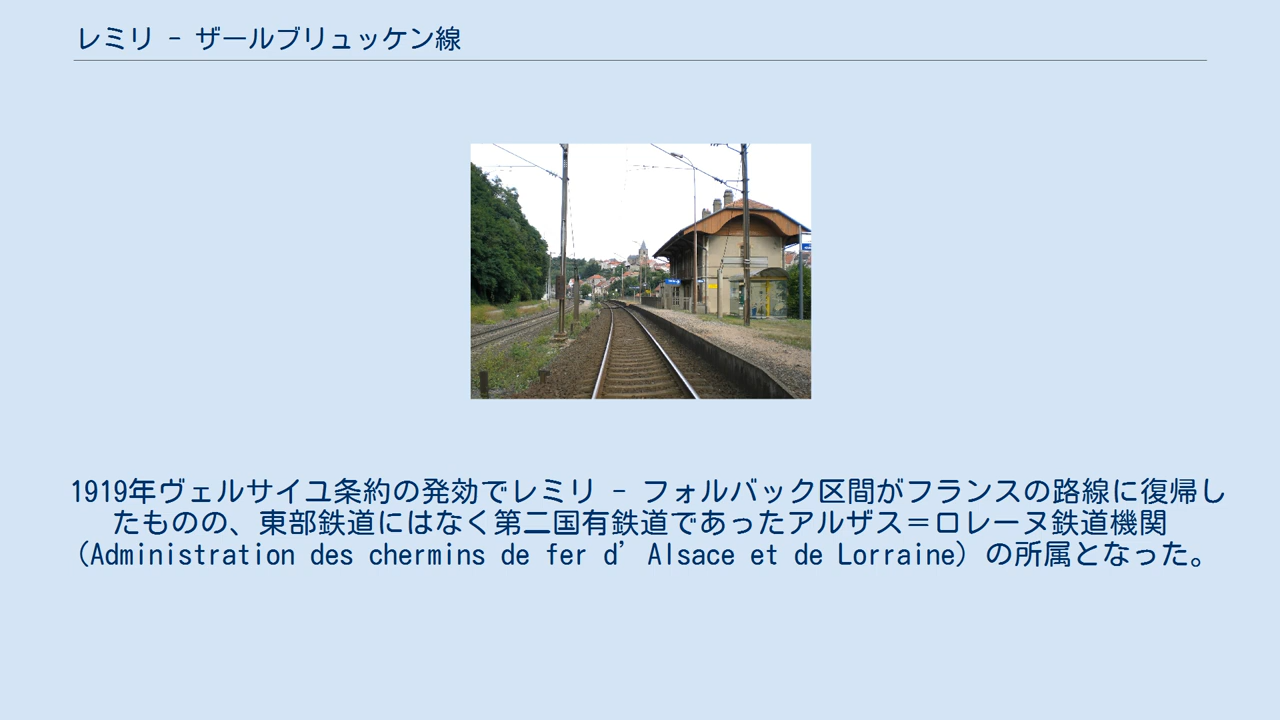 レミリ - ザールブリュッケン線
1919年ヴェルサイユ条約の発効でレミリ - フォルバック区間がフランスの路線に復帰し
たものの、東部鉄道にはなく第二国有鉄道であったアルザス＝ロレーヌ鉄道機関
（Administration des chermins de fer d’Alsace et de Lorraine）の所属となった。